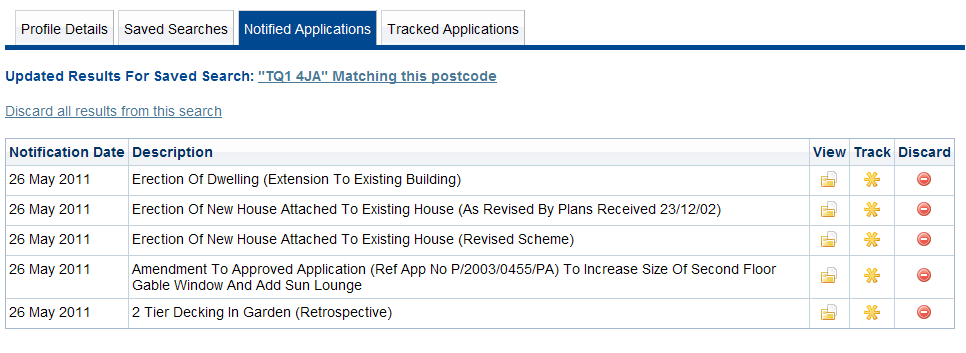 Profile Details Saved Searches Notified Applications Tracked Applications
Updated Results For Saved Search: "TQ1 4JA" Matching this postcode
Discard all results from this search
Notification Date Description View Track Discard
26 May 2011 Erection Of Dwelling (Extension To Existing Building)
26 May 2011 Erection Of New House Attached To Existing House (As Revised By Plans Received 23/12/02)
26 May 2011 Erection Of New House Attached To Existing House (Revised Scheme)
26 May 2011 Amendment To Approved Application (Ref App No P/2003/0455/PA) To Increase Size Of Second Floor
Gable Window And Add Sun Lounge
26 May 2011 2 Tier Decking In Garden (Retrospective)